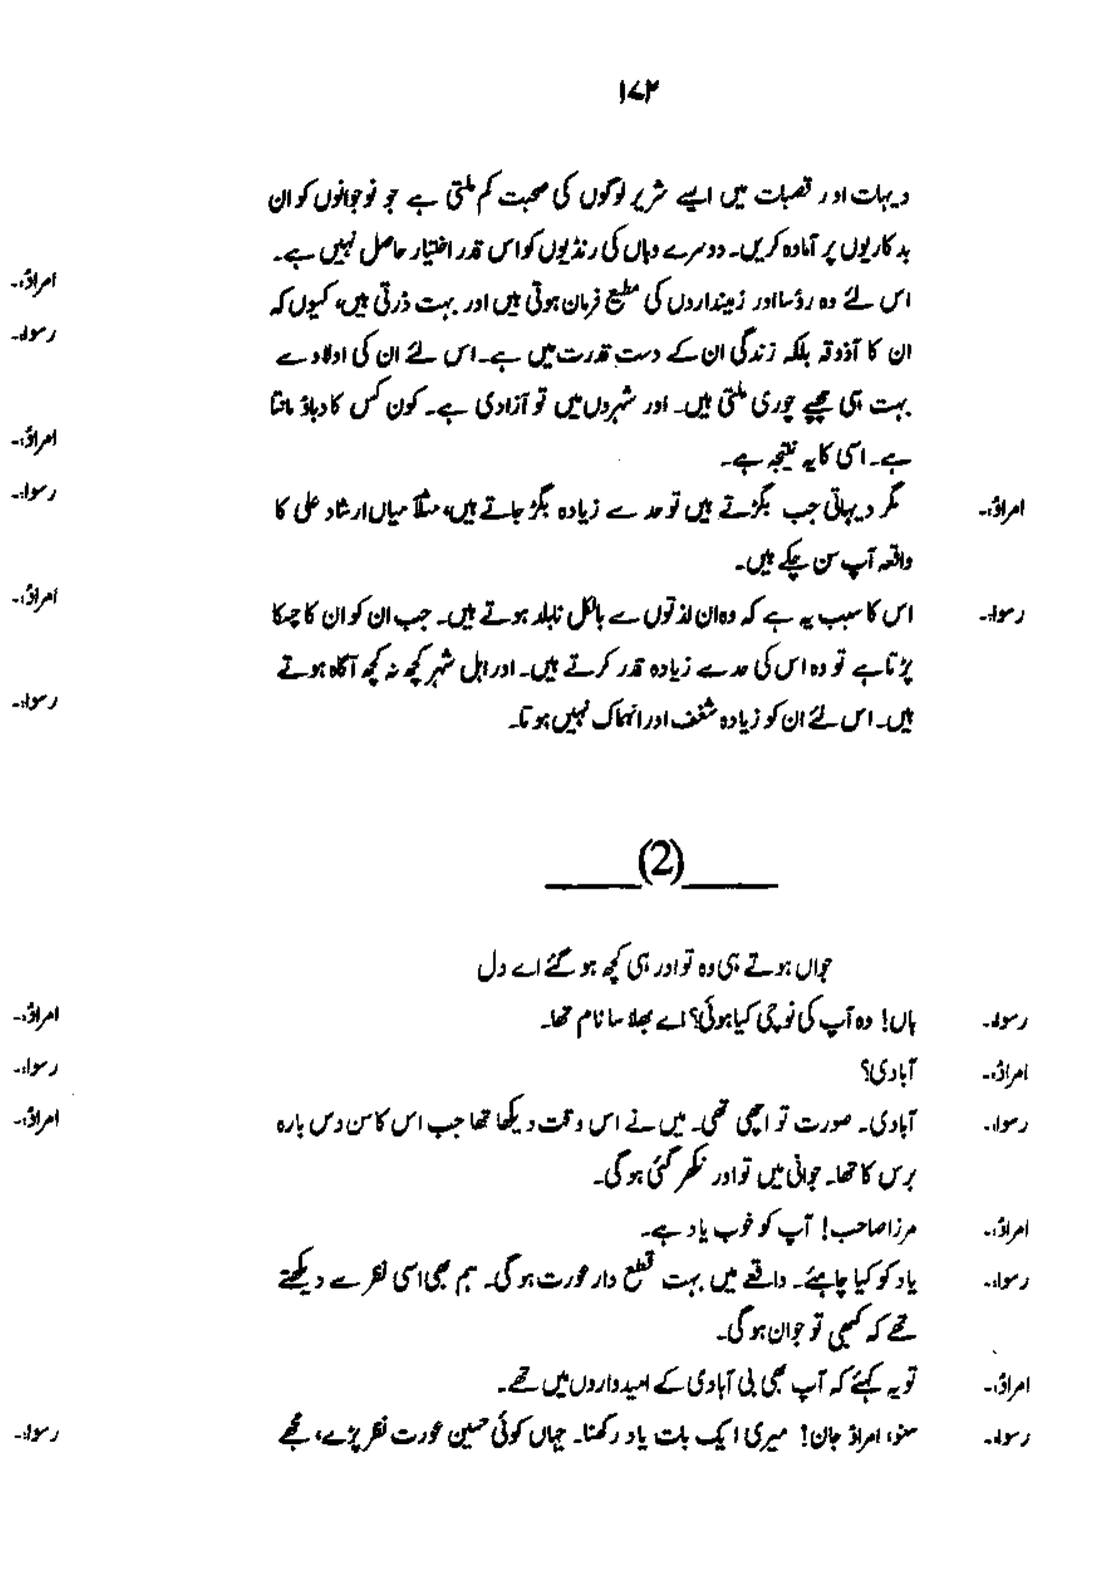 ۱۷۲
دیہات اور قصبات میں ایسے شریر لوگوں کی صحبت کم ملتی ہے جو نوجوانوں کو ان
بدکاریوں پر آمادہ کریں۔ دوسرے وہاں کی رنڈیوں کو اس قدر اختیار حاصل نہیں ہے۔
اس لئے وہ رؤسا اور زمینداروں کی مطیع فرمان ہوتی ہیں اور بہت ڈرتی ہیں، کیوں کہ
ان کا آذوقہ بلکہ زندگی ان کے دست قدرت میں ہے۔ اس لئے ان کی اولاد سے
بہت ہی چھپے چوری ملتی ہیں۔ اور شہروں میں تو آزادی ہے۔ کون کس کا دباؤ مانتا
ہے۔ اسی کا یہ نتیجہ ہے۔
امراؤ:۔ مگر دیہاتی جب بگڑتے ہیں تو حد سے زیادہ بگڑ جاتے ہیں، مثلاً میاں ارشاد علی کا
واقعہ آپ سن چکے ہیں۔
رسوا:۔ اس کا سبب یہ ہے کہ وہ ان لذتوں سے بالکل نابلد ہوتے ہیں۔ جب ان کو ان کا چسکا
پڑتا ہے تو وہ اس کی حد سے زیادہ قدر کرتے ہیں۔ اور اہل شہر کچھ نہ کچھ آگاہ ہوتے
ہیں۔ اس لئے ان کو زیادہ شغف اور انہماک نہیں ہوتا۔
(2)
جواں ہوتے ہی وہ تو اور ہی کچھ ہو گئے اے دل
رسوا:۔ ہاں! وہ آپ کی نوچی کیا ہوئی؟ اے بھلا سا نام تھا۔
امراؤ:۔ آبادی؟
رسوا:۔ آبادی۔ صورت تو اچھی تھی۔ میں نے اس وقت دیکھا تھا جب اس کا سن دس بارہ
برس کا تھا۔ جوانی میں تو اور نکھر گئی ہوگی۔
امراؤ:۔ مرزا صاحب! آپ کو خوب یاد ہے۔
رسوا:۔ یاد کو کیا چاہئے۔ واقعے میں بہت قطع دار عورت ہوگی۔ ہم بھی اسی نظر سے دیکھتے
تھے کہ کبھی تو جوان ہوگی۔
امراؤ:۔ تو یہ کہئے کہ آپ بھی بی آبادی کے امیدواروں میں تھے۔
رسوا:۔ سنو، امراؤ جان! میری ایک بات یاد رکھنا۔ جہاں کوئی حسین عورت نظر پڑے، مجھے
امراؤ:۔
رسوا:۔
امراؤ:۔
رسوا:۔
امراؤ:۔
رسوا:۔
امراؤ:۔
رسوا:۔
امراؤ:۔
رسوا:۔